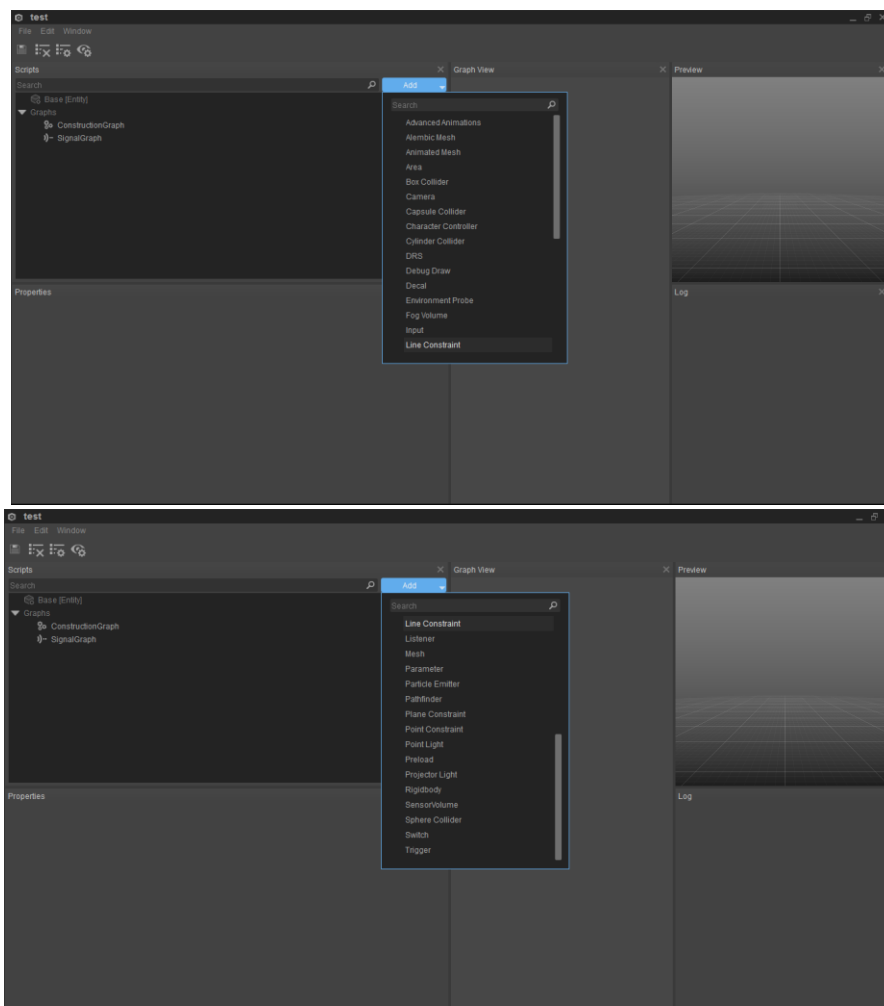 test
File Edit Window
Scripts
Graph View
Preview
Search
Add
Base [Entity]
Graphs
ConstructionGraph
SignalGraph
Search
Advanced Animations
Alembic Mesh
Animated Mesh
Area
Box Collider
Camera
Capsule Collider
Character Controller
Cylinder Collider
DRS
Debug Draw
Decal
Environment Probe
Fog Volume
Input
Line Constraint
Properties
Log
test
File Edit Window
Scripts
Graph View
Preview
Search
Add
Base [Entity]
Graphs
ConstructionGraph
SignalGraph
Search
Line Constraint
Listener
Mesh
Parameter
Particle Emitter
Pathfinder
Plane Constraint
Point Constraint
Point Light
Preload
Projector Light
Rigidbody
SensorVolume
Sphere Collider
Switch
Trigger
Properties
Log